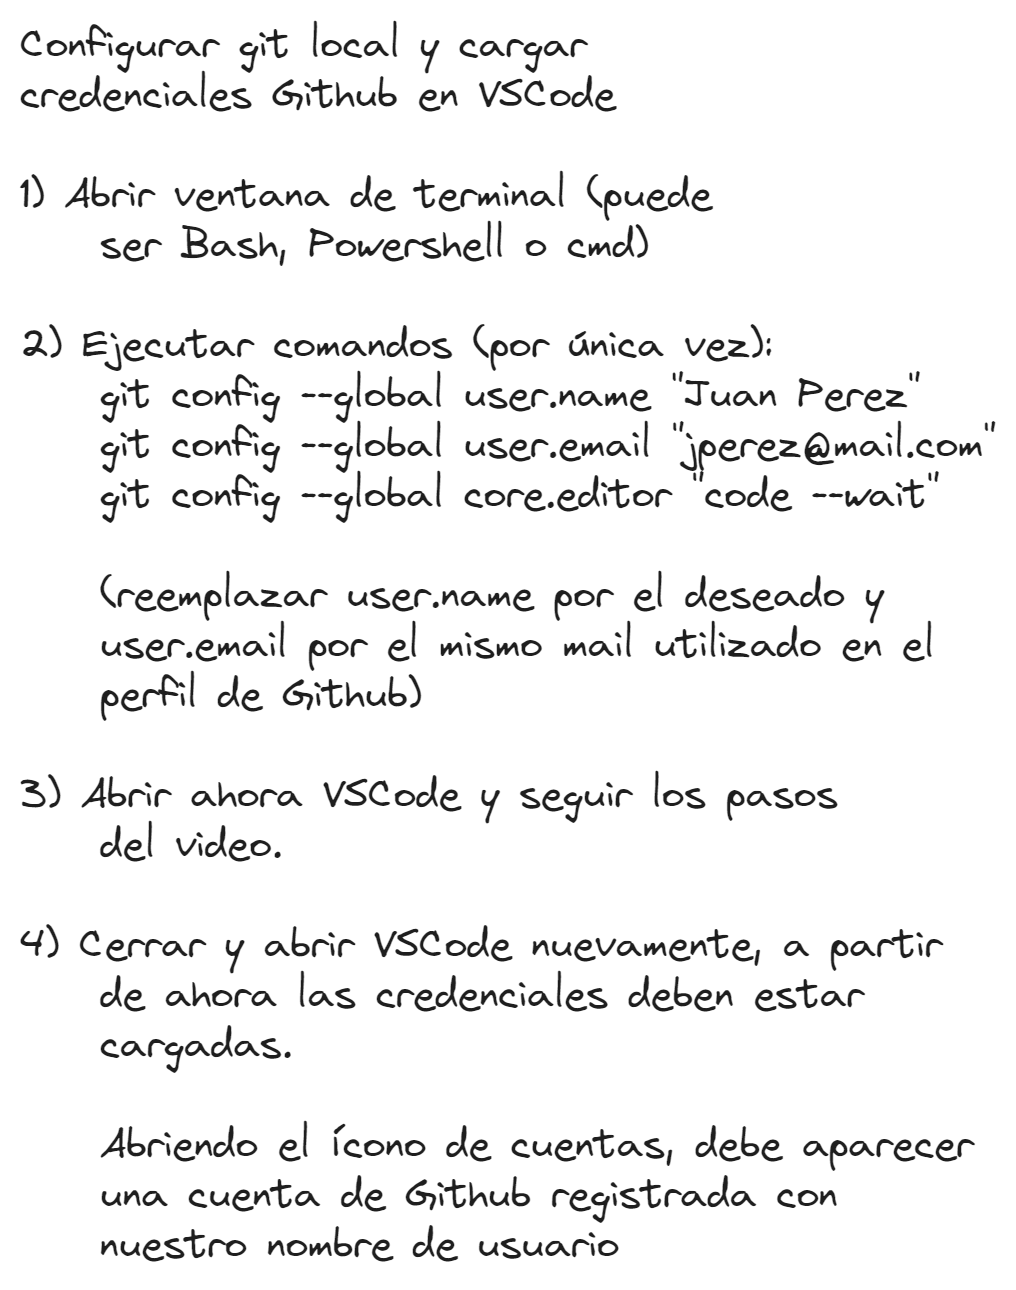 Configurar git local y cargar
credenciales Github en VSCode
1) Abrir ventana de terminal (puede
ser Bash, Powershell o cmd)
2) Ejecutar comandos (por única vez):
git config --global user.name "Juan Perez"
git config --global user.email "jperez@mail.com"
git config --global core.editor "code --wait"
(reemplazar user.name por el deseado y
user.email por el mismo mail utilizado en el
perfil de Github)
3) Abrir ahora VSCode y seguir los pasos
del video.
4) Cerrar y abrir VSCode nuevamente, a partir
de ahora las credenciales deben estar
cargadas.
Abriendo el ícono de cuentas, debe aparecer
una cuenta de Github registrada con
nuestro nombre de usuario